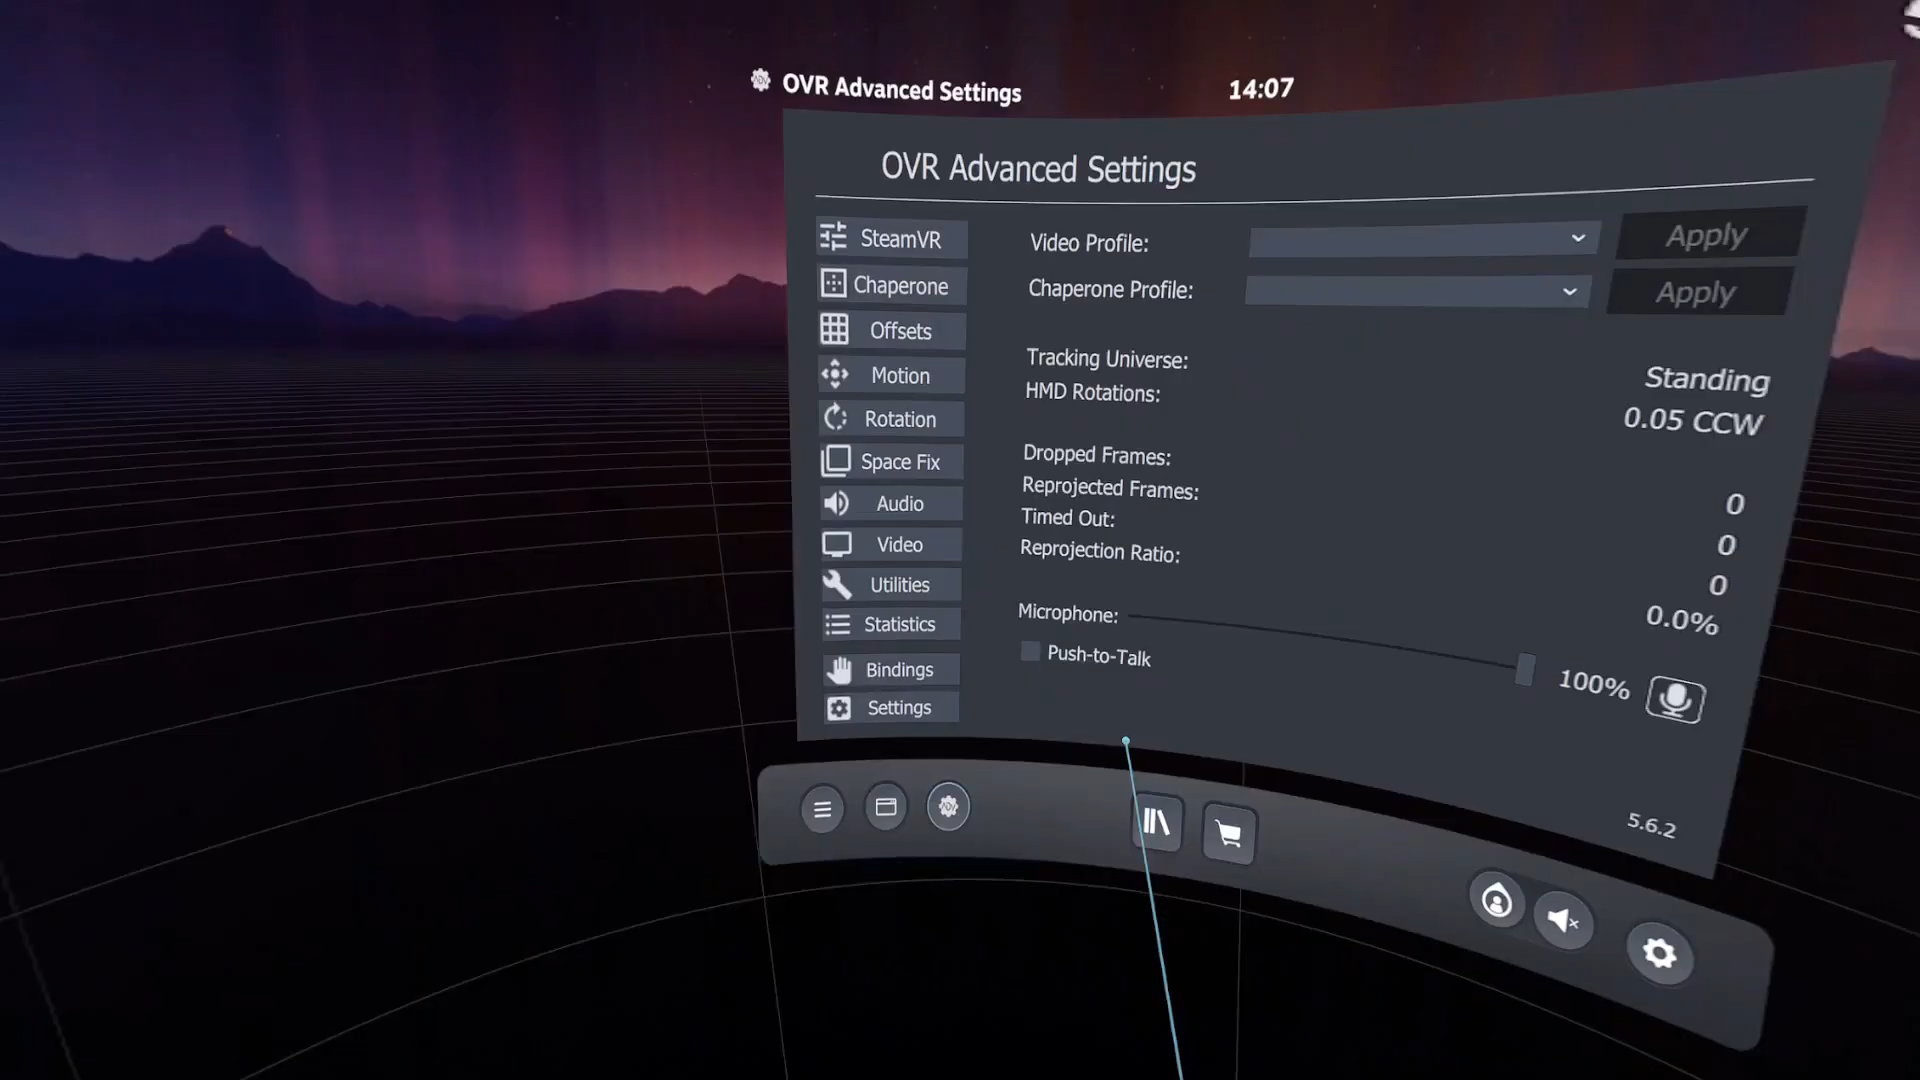 OVR Advanced Settings
14:07
OVR Advanced Settings
SteamVR
Chaperone
Offsets
Motion
Rotation
Space Fix
Audio
Video
Utilities
Statistics
Bindings
Settings
Video Profile:
Apply
Chaperone Profile:
Apply
Tracking Universe:
Standing
HMD Rotations:
0.05 CCW
Dropped Frames:
0
Reprojected Frames:
0
Timed Out:
0
Reprojection Ratio:
0.0%
Microphone:
100%
Push-to-Talk
5.6.2